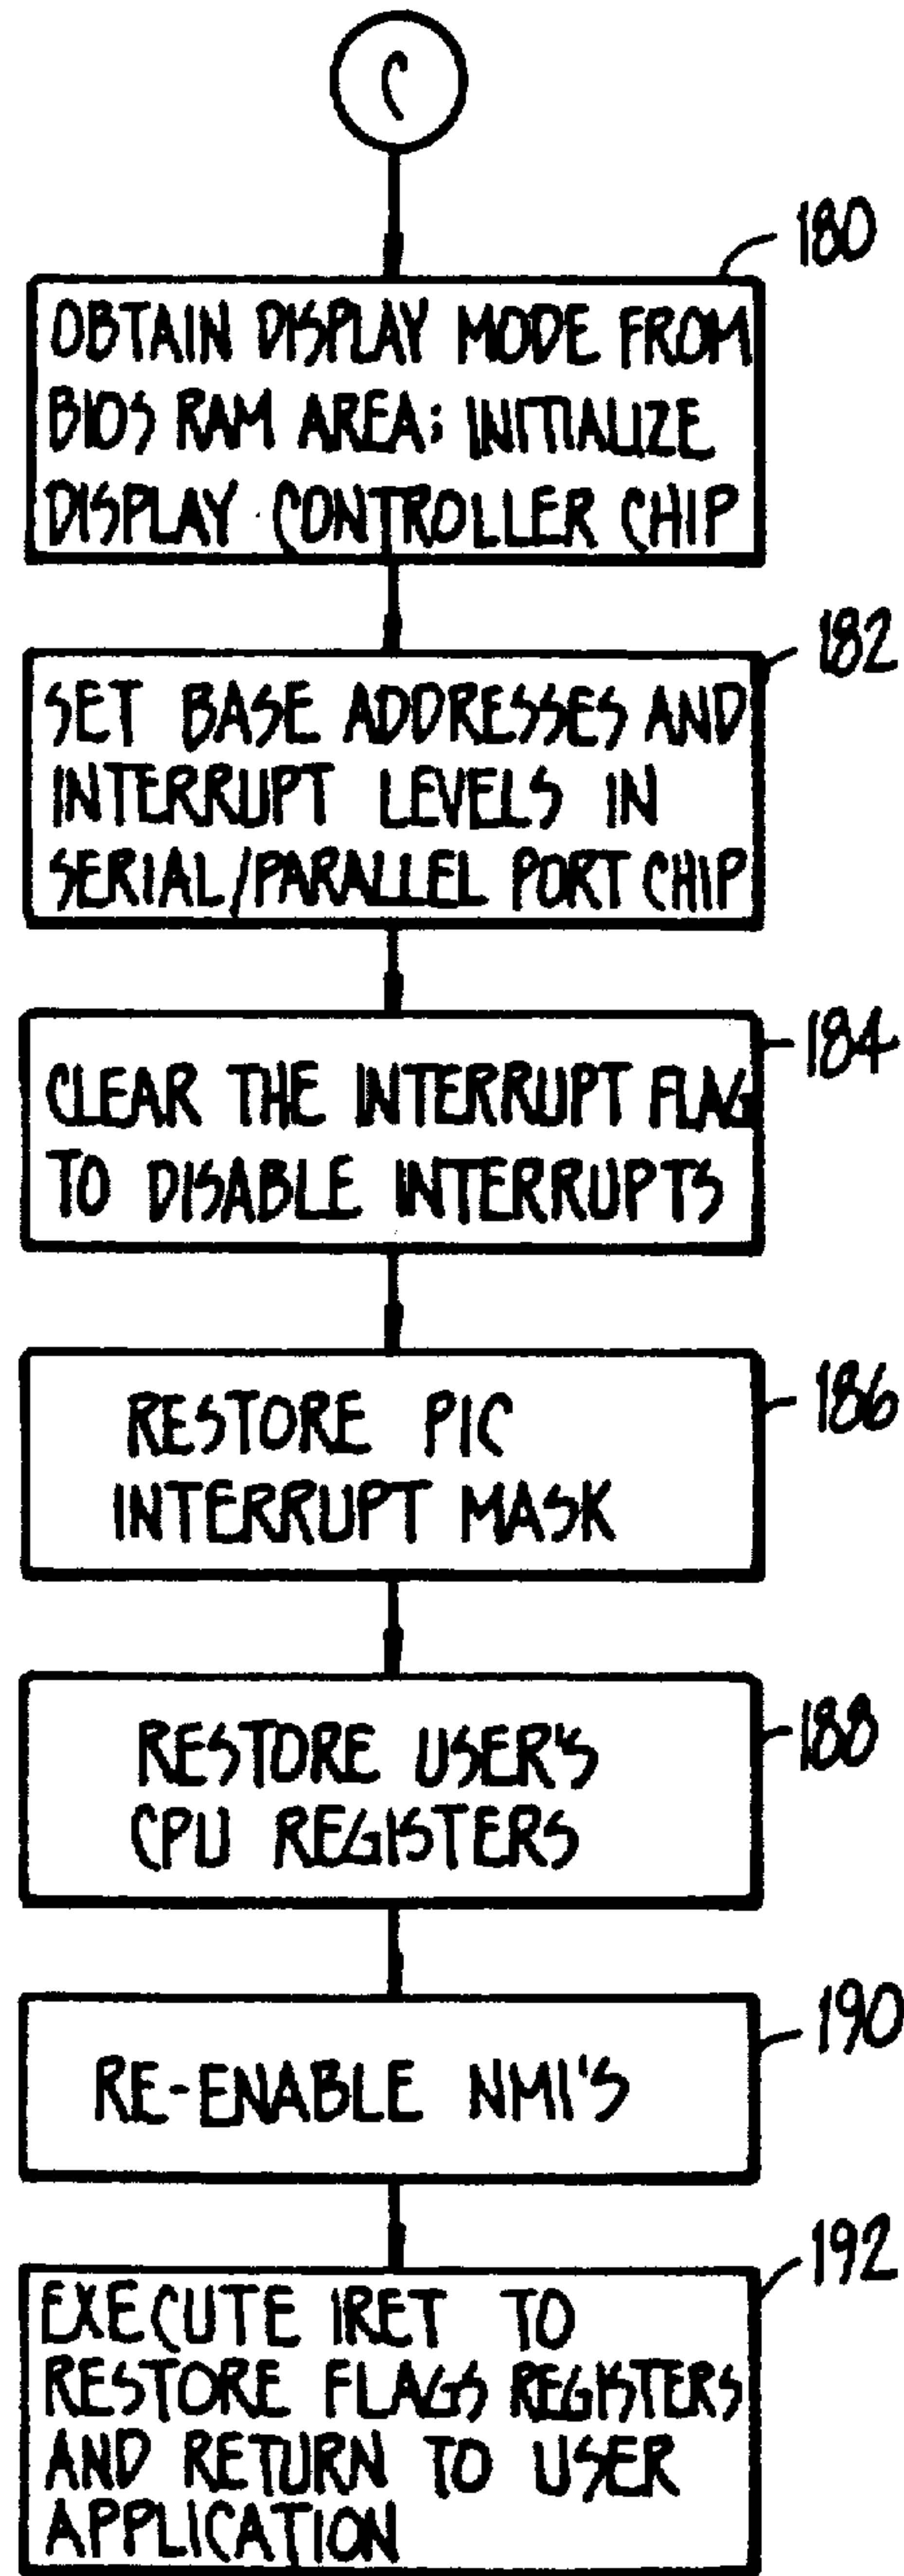 C
180
OBTAIN DISPLAY MODE FROM
BIOS RAM AREA; INITIALIZE
DISPLAY CONTROLLER CHIP
182
SET BASE ADDRESSES AND
INTERRUPT LEVELS IN
SERIAL/PARALLEL PORT CHIP
184
CLEAR THE INTERRUPT FLAG
TO DISABLE INTERRUPTS
186
RESTORE PIC
INTERRUPT MASK
188
RESTORE USER'S
CPU REGISTERS
190
RE-ENABLE NMI'S
192
EXECUTE IRET TO
RESTORE FLAGS REGISTERS
AND RETURN TO USER
APPLICATION